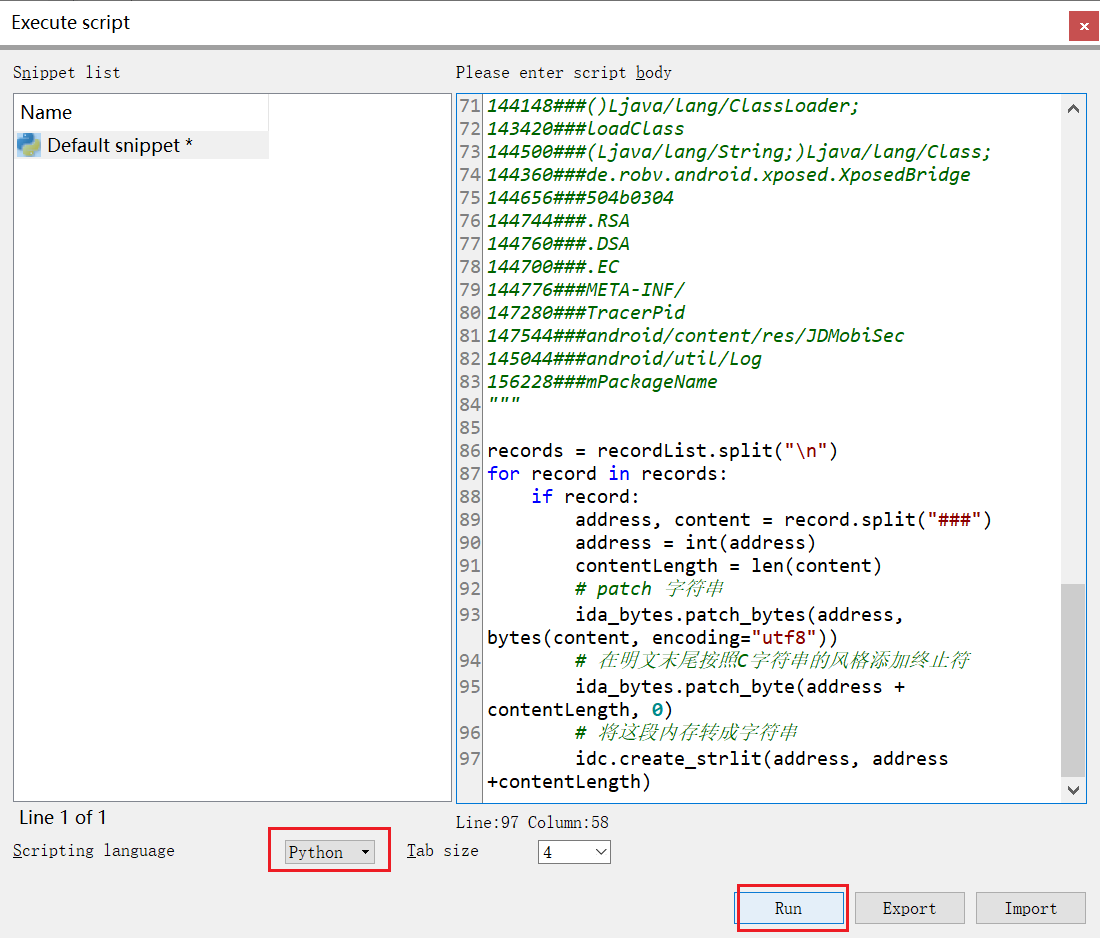 Execute script
Snippet list
Please enter script body
Name
Default snippet *
71 144148###()Ljava/lang/ClassLoader;
72 143420###loadClass
73 144500###(Ljava/lang/String;)Ljava/lang/Class;
74 144360###de.robv.android.xposed.XposedBridge
75 144656###504b0304
76 144744###.RSA
77 144760###.DSA
78 144700###.EC
79 144776###META-INF/
80 147280###TracerPid
81 147544###android/content/res/JDMobiSec
82 145044###android/util/Log
83 156228###mPackageName
84 """
85
86 records = recordList.split("\n")
87 for record in records:
88     if record:
89         address, content = record.split("###")
90         address = int(address)
91         contentLength = len(content)
92         # patch 字符串
93         ida_bytes.patch_bytes(address,
bytes(content, encoding="utf8"))
94         # 在明文末尾按照C字符串的风格添加终止符
95         ida_bytes.patch_byte(address +
contentLength, 0)
96         # 将这段内存转成字符串
97         idc.create_strlit(address, address
+contentLength)
Line 1 of 1
Line:97 Column:58
Scripting language
Python
Tab size
4
Run
Export
Import